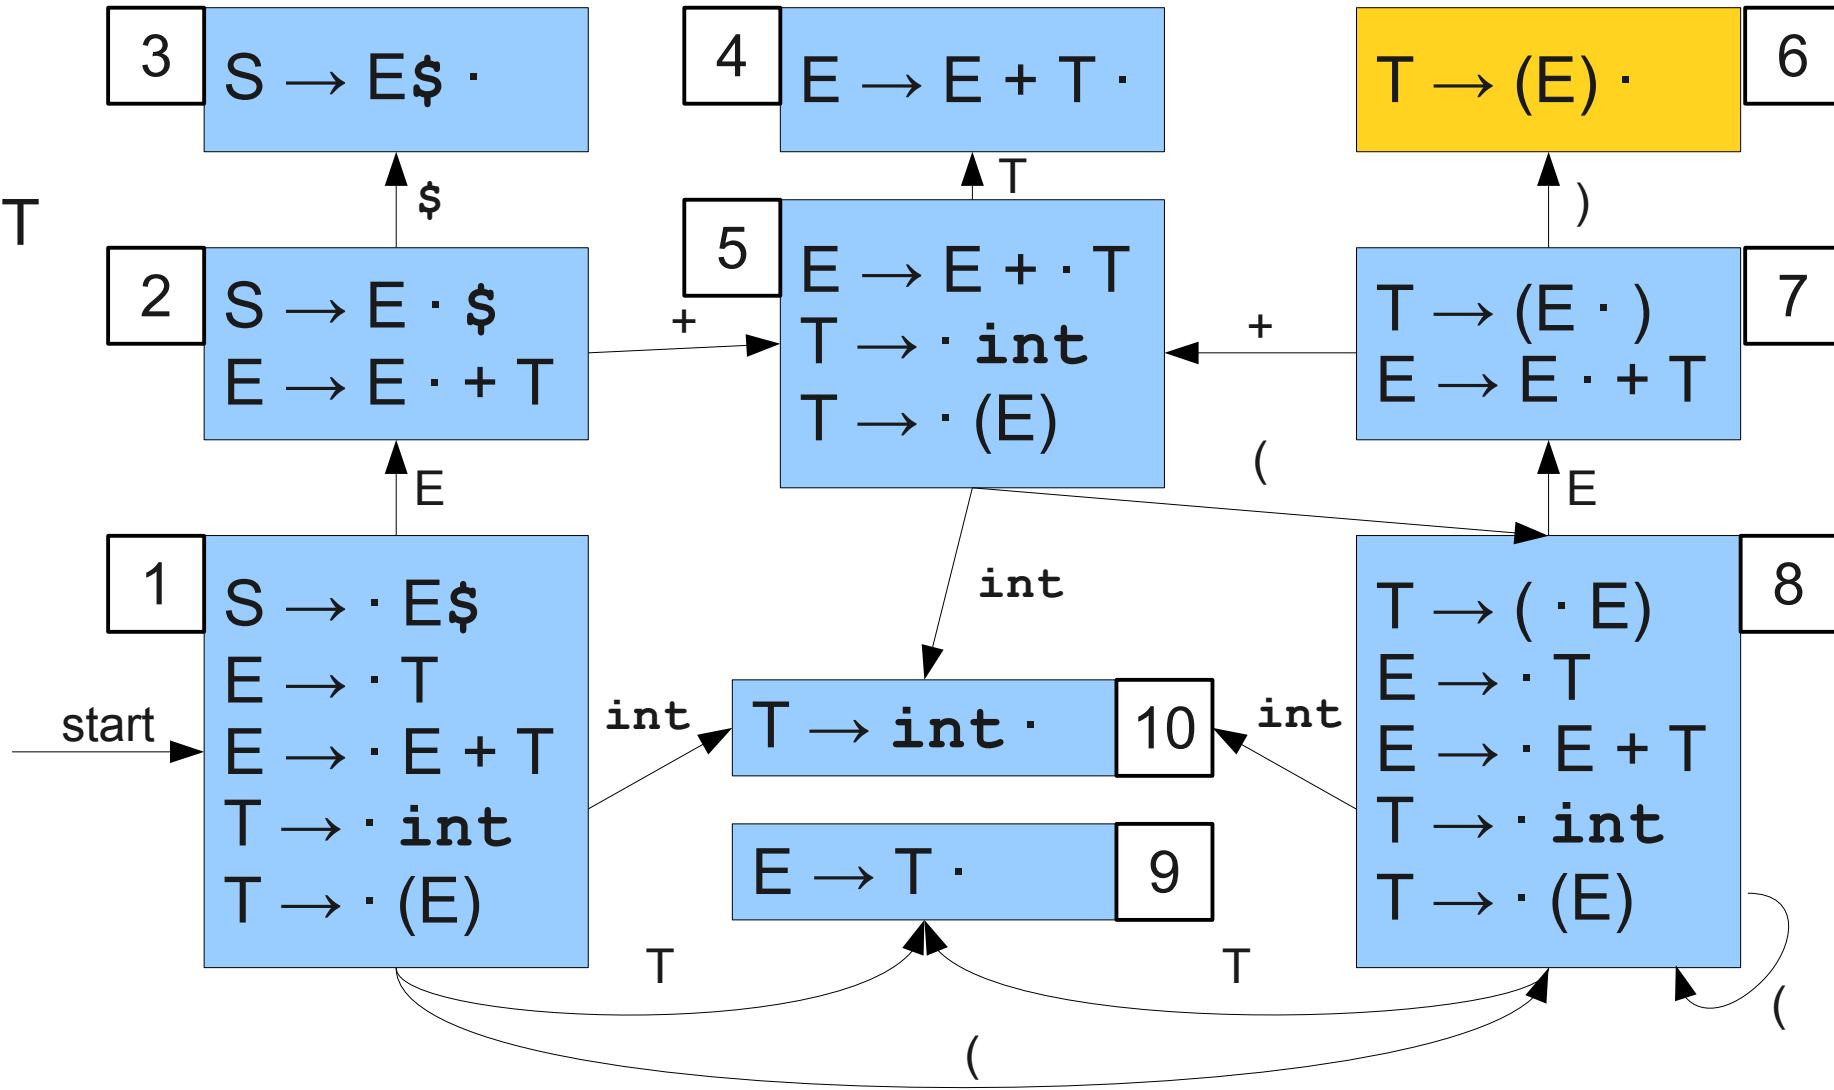 3
S → E$ ·
4
E → E + T ·
T → (E) ·
6
$
T
)
T
2
S → E · $
E → E · + T
+
5
E → E + · T
T → · int
T → · (E)
+
T → (E · )
E → E · + T
7
E
(
E
1
S → · E$
E → · T
E → · E + T
T → · int
T → · (E)
start
int
int
T → int ·
10
int
E → T ·
9
T → ( · E)
E → · T
E → · E + T
T → · int
T → · (E)
8
T
T
(
(